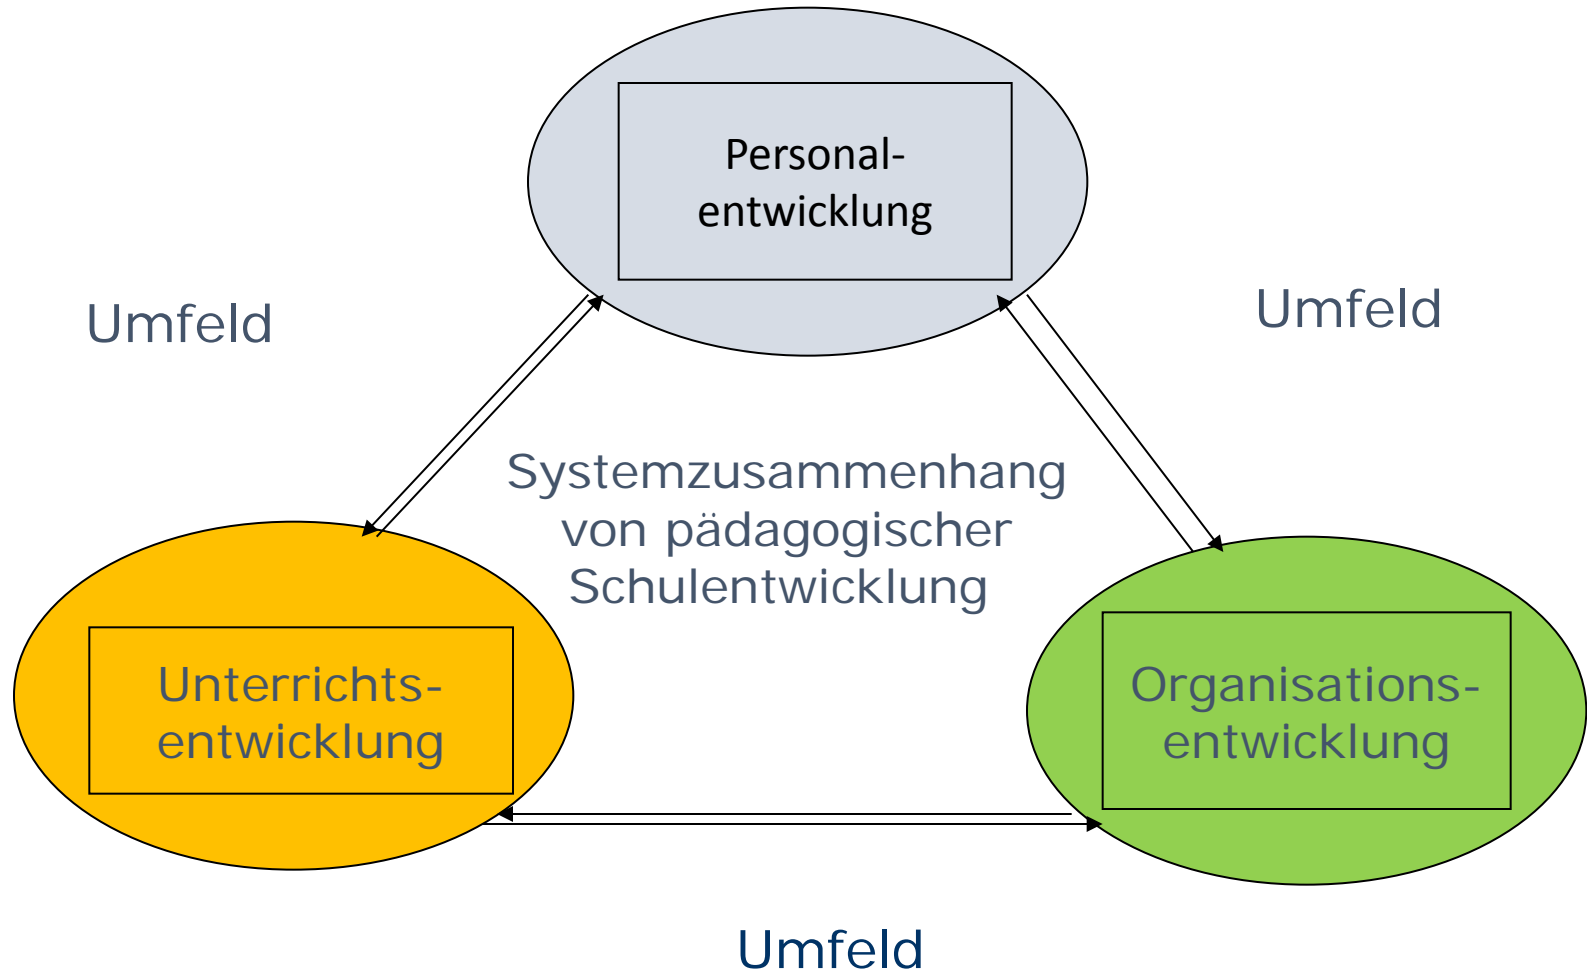 Personal-
entwicklung
Umfeld
Umfeld
Systemzusammenhang
von pädagogischer
Schulentwicklung
Unterrichts-
entwicklung
Organisations-
entwicklung
Umfeld